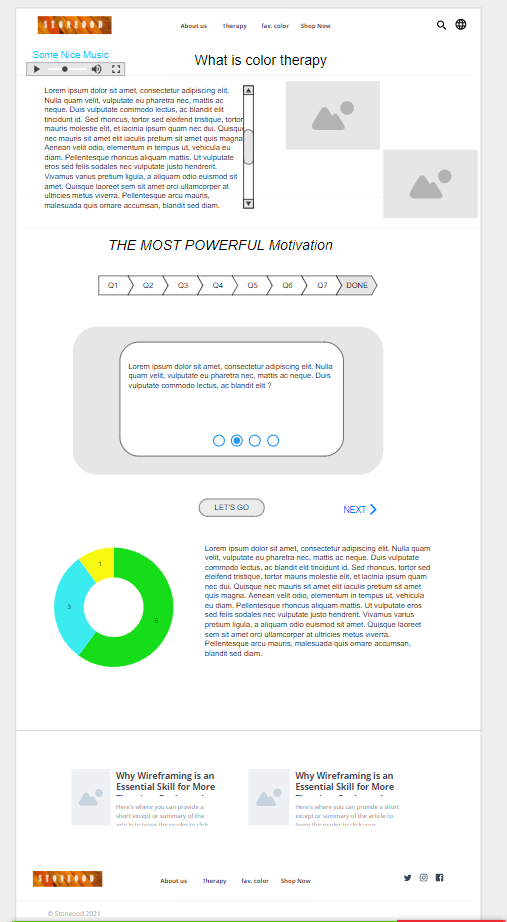 STONEOOD
About us Therapy fav. color Shop Now
Some Nice Music
What is color therapy
Lorem ipsum dolor sit amet, consectetur adipiscing elit.
Nulla quam velit, vulputate eu pharetra nec, mattis ac
neque. Duis vulputate commodo lectus, ac blandit elit
tincidunt id. Sed rhoncus, tortor sed eleifend tristique, tortor
mauris molestie elit, et lacinia ipsum quam nec dui. Quisque
nec mauris sit amet elit iaculis pretium sit amet quis magna.
Aenean velit odio, elementum in tempus ut, vehicula eu
diam. Pellentesque rhoncus aliquam mattis. Ut vulputate
eros sed felis sodales nec vulputate justo hendrerit.
Vivamus varius pretium ligula, a aliquam odio euismod sit
amet. Quisque laoreet sem sit amet orci ullamcorper at
ultricies metus viverra. Pellentesque arcu mauris,
malesuada quis ornare accumsan, blandit sed diam.
THE MOST POWERFUL Motivation
Q1 Q2 Q3 Q4 Q5 Q6 Q7 DONE
Lorem ipsum dolor sit amet, consectetur adipiscing elit. Nulla
quam velit, vulputate eu pharetra nec, mattis ac neque. Duis
vulputate commodo lectus, ac blandit elit ?
LET'S GO
NEXT
1
3
6
Lorem ipsum dolor sit amet, consectetur adipiscing elit. Nulla quam
velit, vulputate eu pharetra nec, mattis ac neque. Duis vulputate
commodo lectus, ac blandit elit tincidunt id. Sed rhoncus, tortor sed
eleifend tristique, tortor mauris molestie elit, et lacinia ipsum quam
nec dui. Quisque nec mauris sit amet elit iaculis pretium sit amet
quis magna. Aenean velit odio, elementum in tempus ut, vehicula
eu diam. Pellentesque rhoncus aliquam mattis. Ut vulputate eros
sed felis sodales nec vulputate justo hendrerit. Vivamus varius
pretium ligula, a aliquam odio euismod sit amet. Quisque laoreet
sem sit amet orci ullamcorper at ultricies metus viverra.
Pellentesque arcu mauris, malesuada quis ornare accumsan,
blandit sed diam.
Why Wireframing is an
Essential Skill for More
Here's where you can provide a
short except or summary of the
article to tease the reader to click
Why Wireframing is an
Essential Skill for More
Here's where you can provide a short
except or summary of the article to
tease the reader to click your
STONEOOD
About us Therapy fav. color Shop Now
© Stoneood 2021